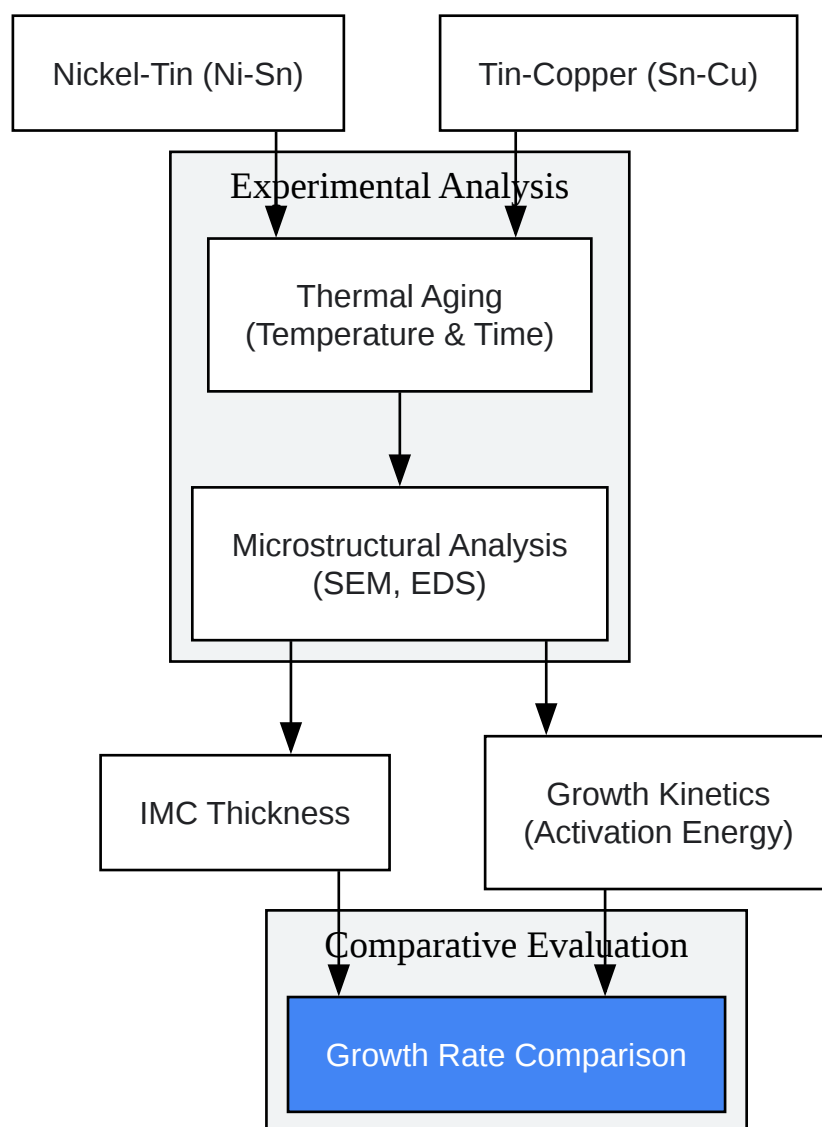 Nickel-Tin (Ni-Sn)
Tin-Copper (Sn-Cu)
Experimental Analysis
Thermal Aging
(Temperature & Time)
Microstructural Analysis
(SEM, EDS)
IMC Thickness
Growth Kinetics
(Activation Energy)
Comparative Evaluation
Growth Rate Comparison